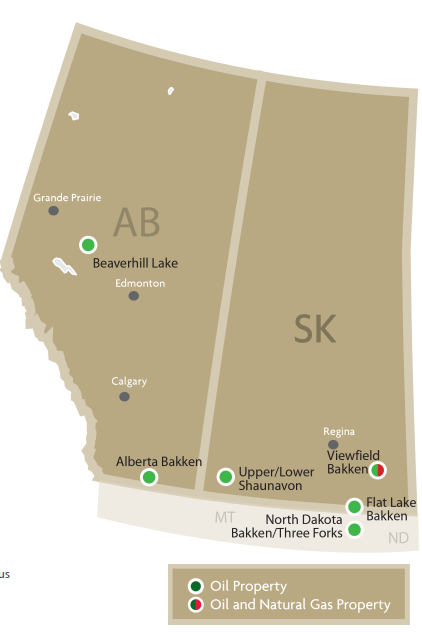 Grande Prairie
AB
Beaverhill Lake
Edmonton
SK
Calgary
Regina
Viewfield
Bakken
Alberta Bakken
Upper/Lower
Shaunavon
Flat Lake
Bakken
MT
North Dakota
Bakken/Three Forks
ND
us
Oil Property
Oil and Natural Gas Property